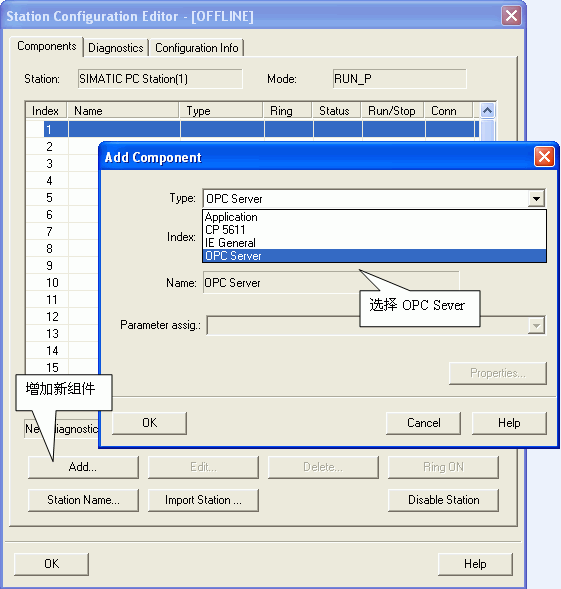 Station Configuration Editor - [OFFLINE]
Components Diagnostics Configuration Info
Station: SIMATIC PC Station(1) Mode: RUN_P
Index Name Type Ring Status Run/Stop Conn
1
2
3
4
5
6
7
8
9
10
11
12
13
14
15
Add Component
Type: OPC Server
Application
CP 5611
IE General
OPC Server
Index:
Name: OPC Server
选择 OPC Sever
Parameter assig.:
Properties...
OK Cancel Help
增加新组件
Add... Edit... Delete... Ring ON
Station Name... Import Station ... Disable Station
OK Help